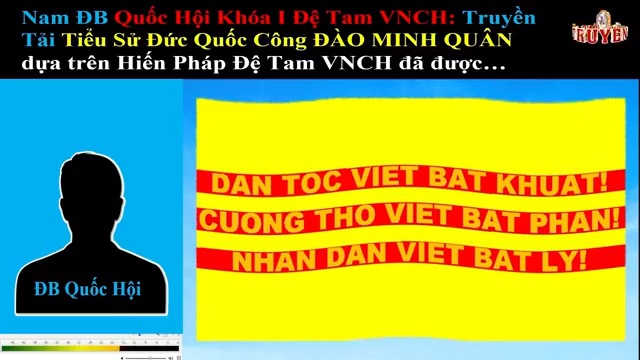 Nam ĐB Quốc Hội Khóa I Đệ Tam VNCH: Truyền
Tải Tiểu Sử Đức Quốc Công ĐÀO MINH QUÂN
dựa trên Hiến Pháp Đệ Tam VNCH đã được…
TRUYỀN
DAN TOC VIET BAT KHUAT!
CUONG THO VIET BAT PHAN!
NHAN DAN VIET BAT LY!
ĐB Quốc Hội